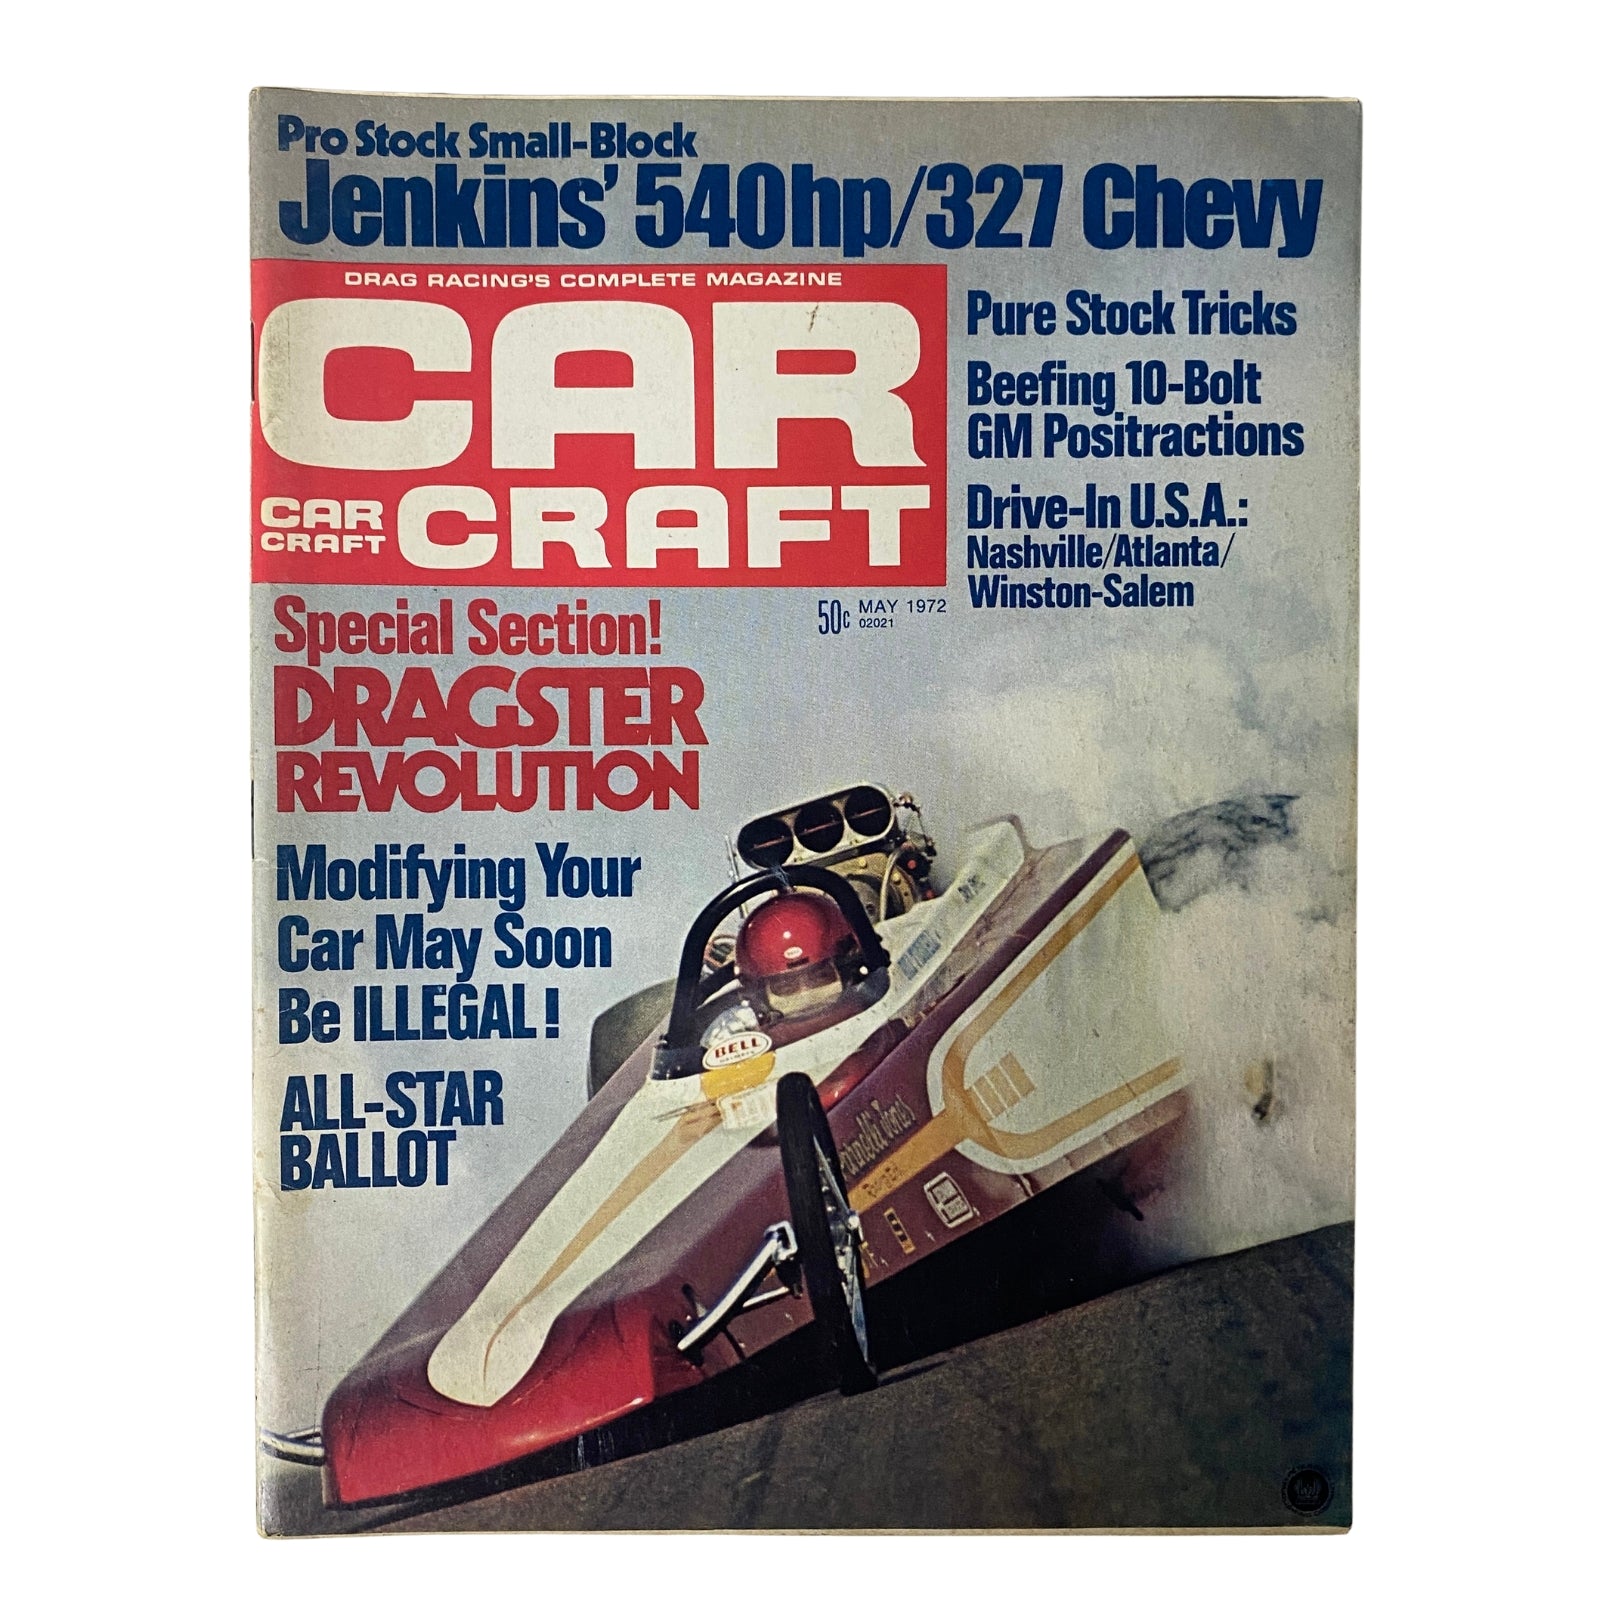 Pro Stock Small-Block
Jenkins' 540hp/327 Chevy
DRAG RACING'S COMPLETE MAGAZINE
CAR
CAR
CRAFT
CRAFT
Pure Stock Tricks
Beefing 10-Bolt
GM Positractions
Drive-In U.S.A.:
Nashville/Atlanta/
Winston-Salem
50c MAY 1972
02021
Special Section!
DRAGSTER
REVOLUTION
Modifying Your
Car May Soon
Be ILLEGAL!
ALL-STAR
BALLOT
BELL
Parnelli Jones